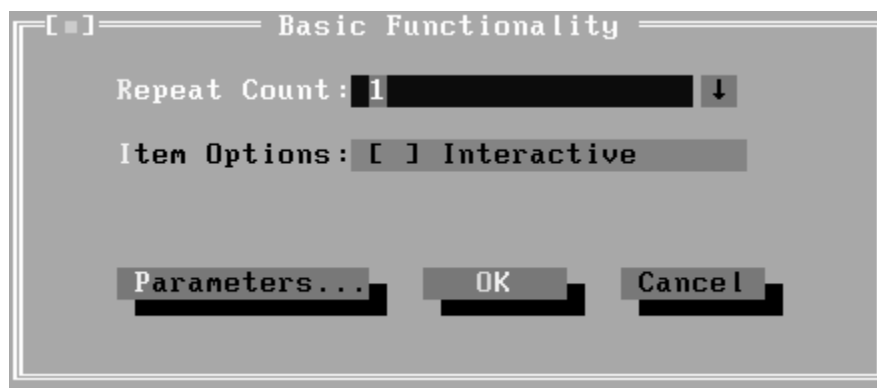 [■] Basic Functionality
Repeat Count: 1 ↓
Item Options: [ ] Interactive
Parameters... OK Cancel